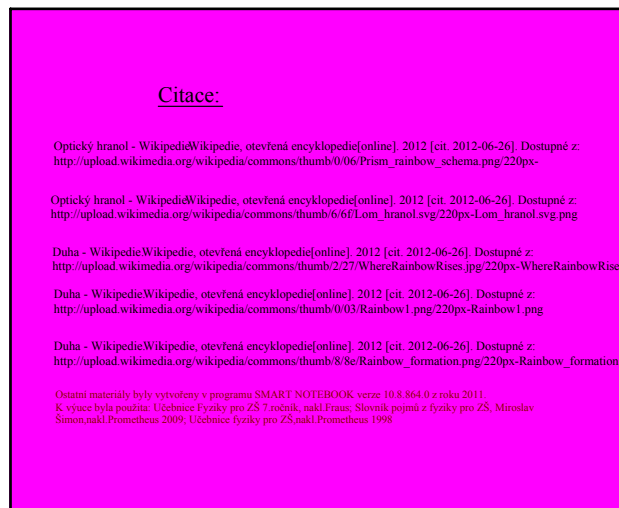 Citace:
Optický hranol - WikipedieWikipedie, otevřená encyklopedie[online]. 2012 [cit. 2012-06-26]. Dostupné z:
http://upload.wikimedia.org/wikipedia/commons/thumb/0/06/Prism_rainbow_schema.png/220px-
Optický hranol - WikipedieWikipedie, otevřená encyklopedie[online]. 2012 [cit. 2012-06-26]. Dostupné z:
http://upload.wikimedia.org/wikipedia/commons/thumb/6/6f/Lom_hranol.svg/220px-Lom_hranol.svg.png
Duha - WikipedieWikipedie, otevřená encyklopedie[online]. 2012 [cit. 2012-06-26]. Dostupné z:
http://upload.wikimedia.org/wikipedia/commons/thumb/2/27/WhereRainbowRises.jpg/220px-WhereRainbowRise
Duha - WikipedieWikipedie, otevřená encyklopedie[online]. 2012 [cit. 2012-06-26]. Dostupné z:
http://upload.wikimedia.org/wikipedia/commons/thumb/0/03/Rainbow1.png/220px-Rainbow1.png
Duha - WikipedieWikipedie, otevřená encyklopedie[online]. 2012 [cit. 2012-06-26]. Dostupné z:
http://upload.wikimedia.org/wikipedia/commons/thumb/8/8e/Rainbow_formation.png/220px-Rainbow_formation
Ostatní materiály byly vytvořeny v programu SMART NOTEBOOK verze 10.8.864.0 z roku 2011.
K výuce byla použita: Učebnice Fyziky pro ZŠ 7.ročník, nakl.Fraus; Slovník pojmů z fyziky pro ZŠ, Miroslav
Šimon,nakl.Prometheus 2009; Učebnice fyziky pro ZŠ,nakl.Prometheus 1998